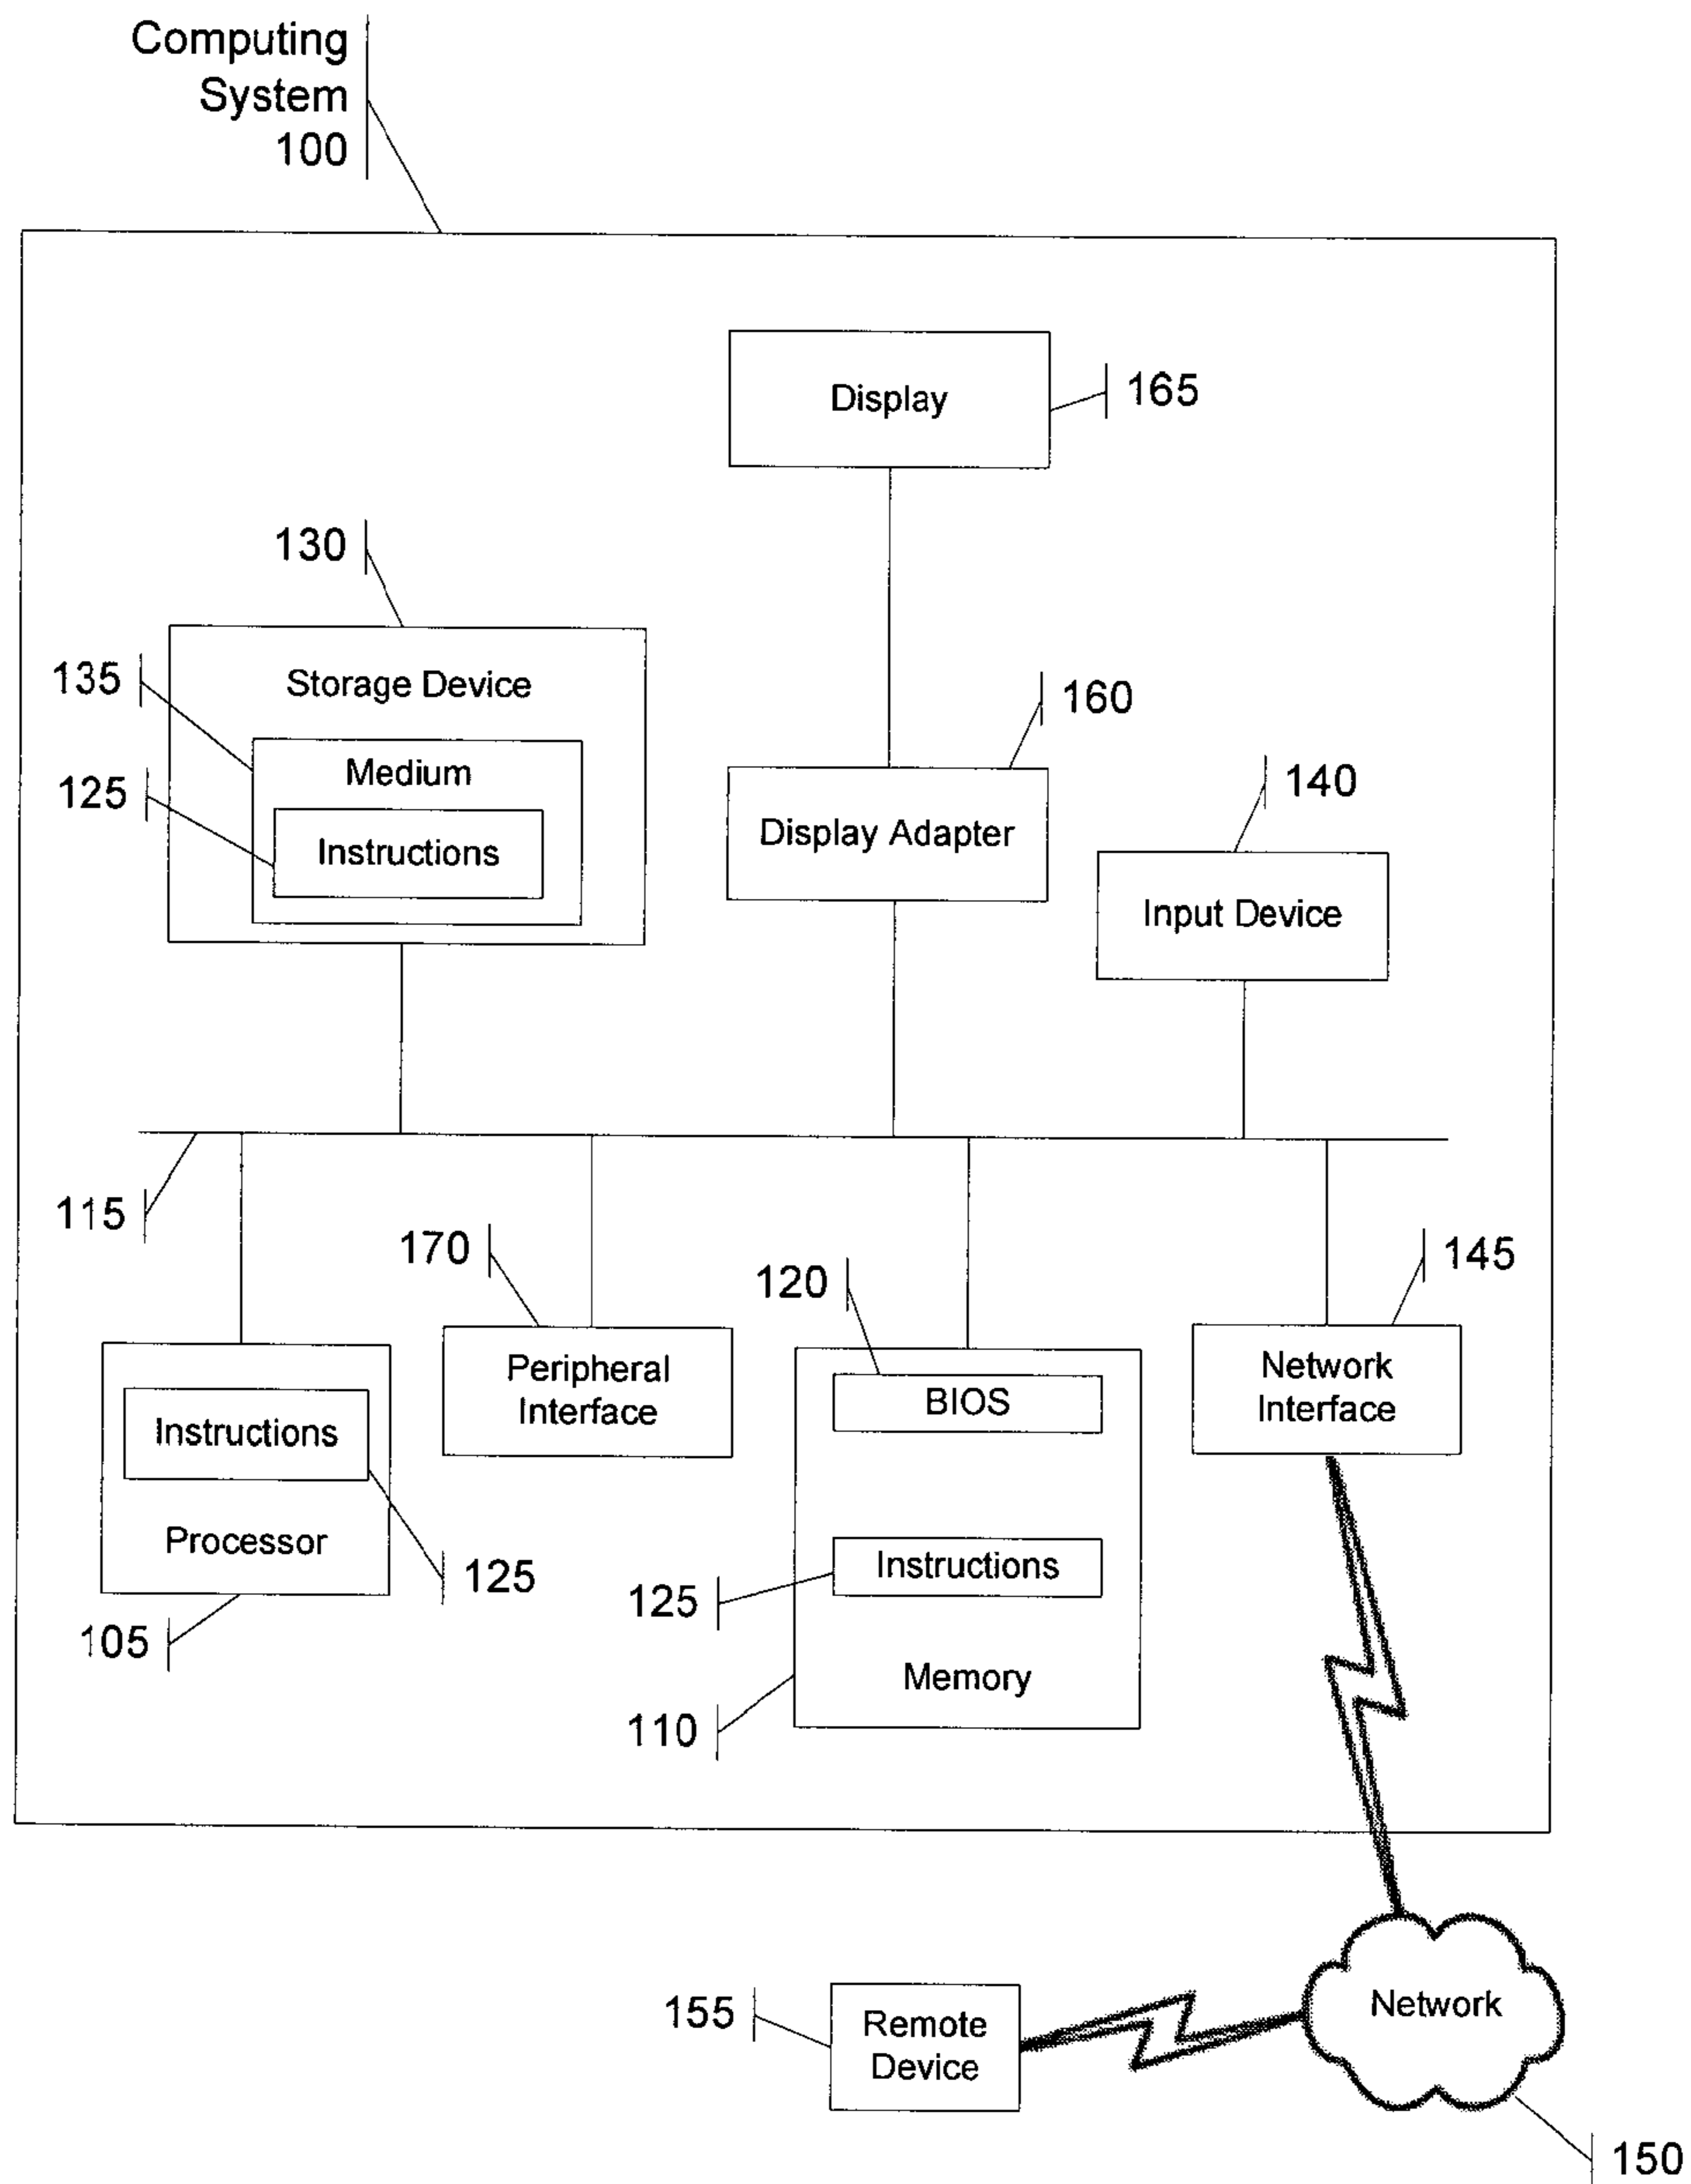 Computing
System
100
Display
165
130
Storage Device
135
Medium
125
Instructions
160
Display Adapter
140
Input Device
115
170
120
145
Instructions
Processor
125
105
Peripheral
Interface
BIOS
125
Instructions
Memory
110
Network
Interface
155
Remote
Device
Network
150